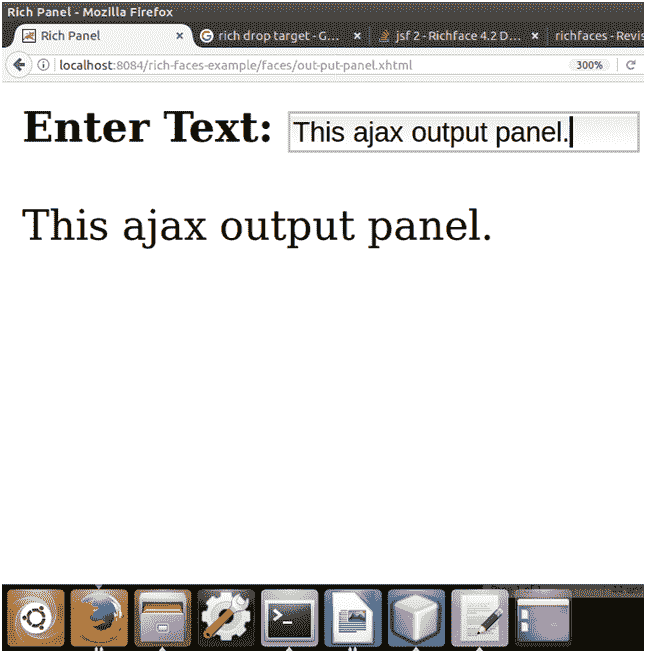 Rich Panel - Mozilla Firefox
Rich Panel × rich drop target - G... × jsf 2 - Richface 4.2 D... × richfaces - Revis
localhost:8084/rich-faces-example/faces/out-put-panel.xhtml 300%
Enter Text: This ajax output panel.
This ajax output panel.